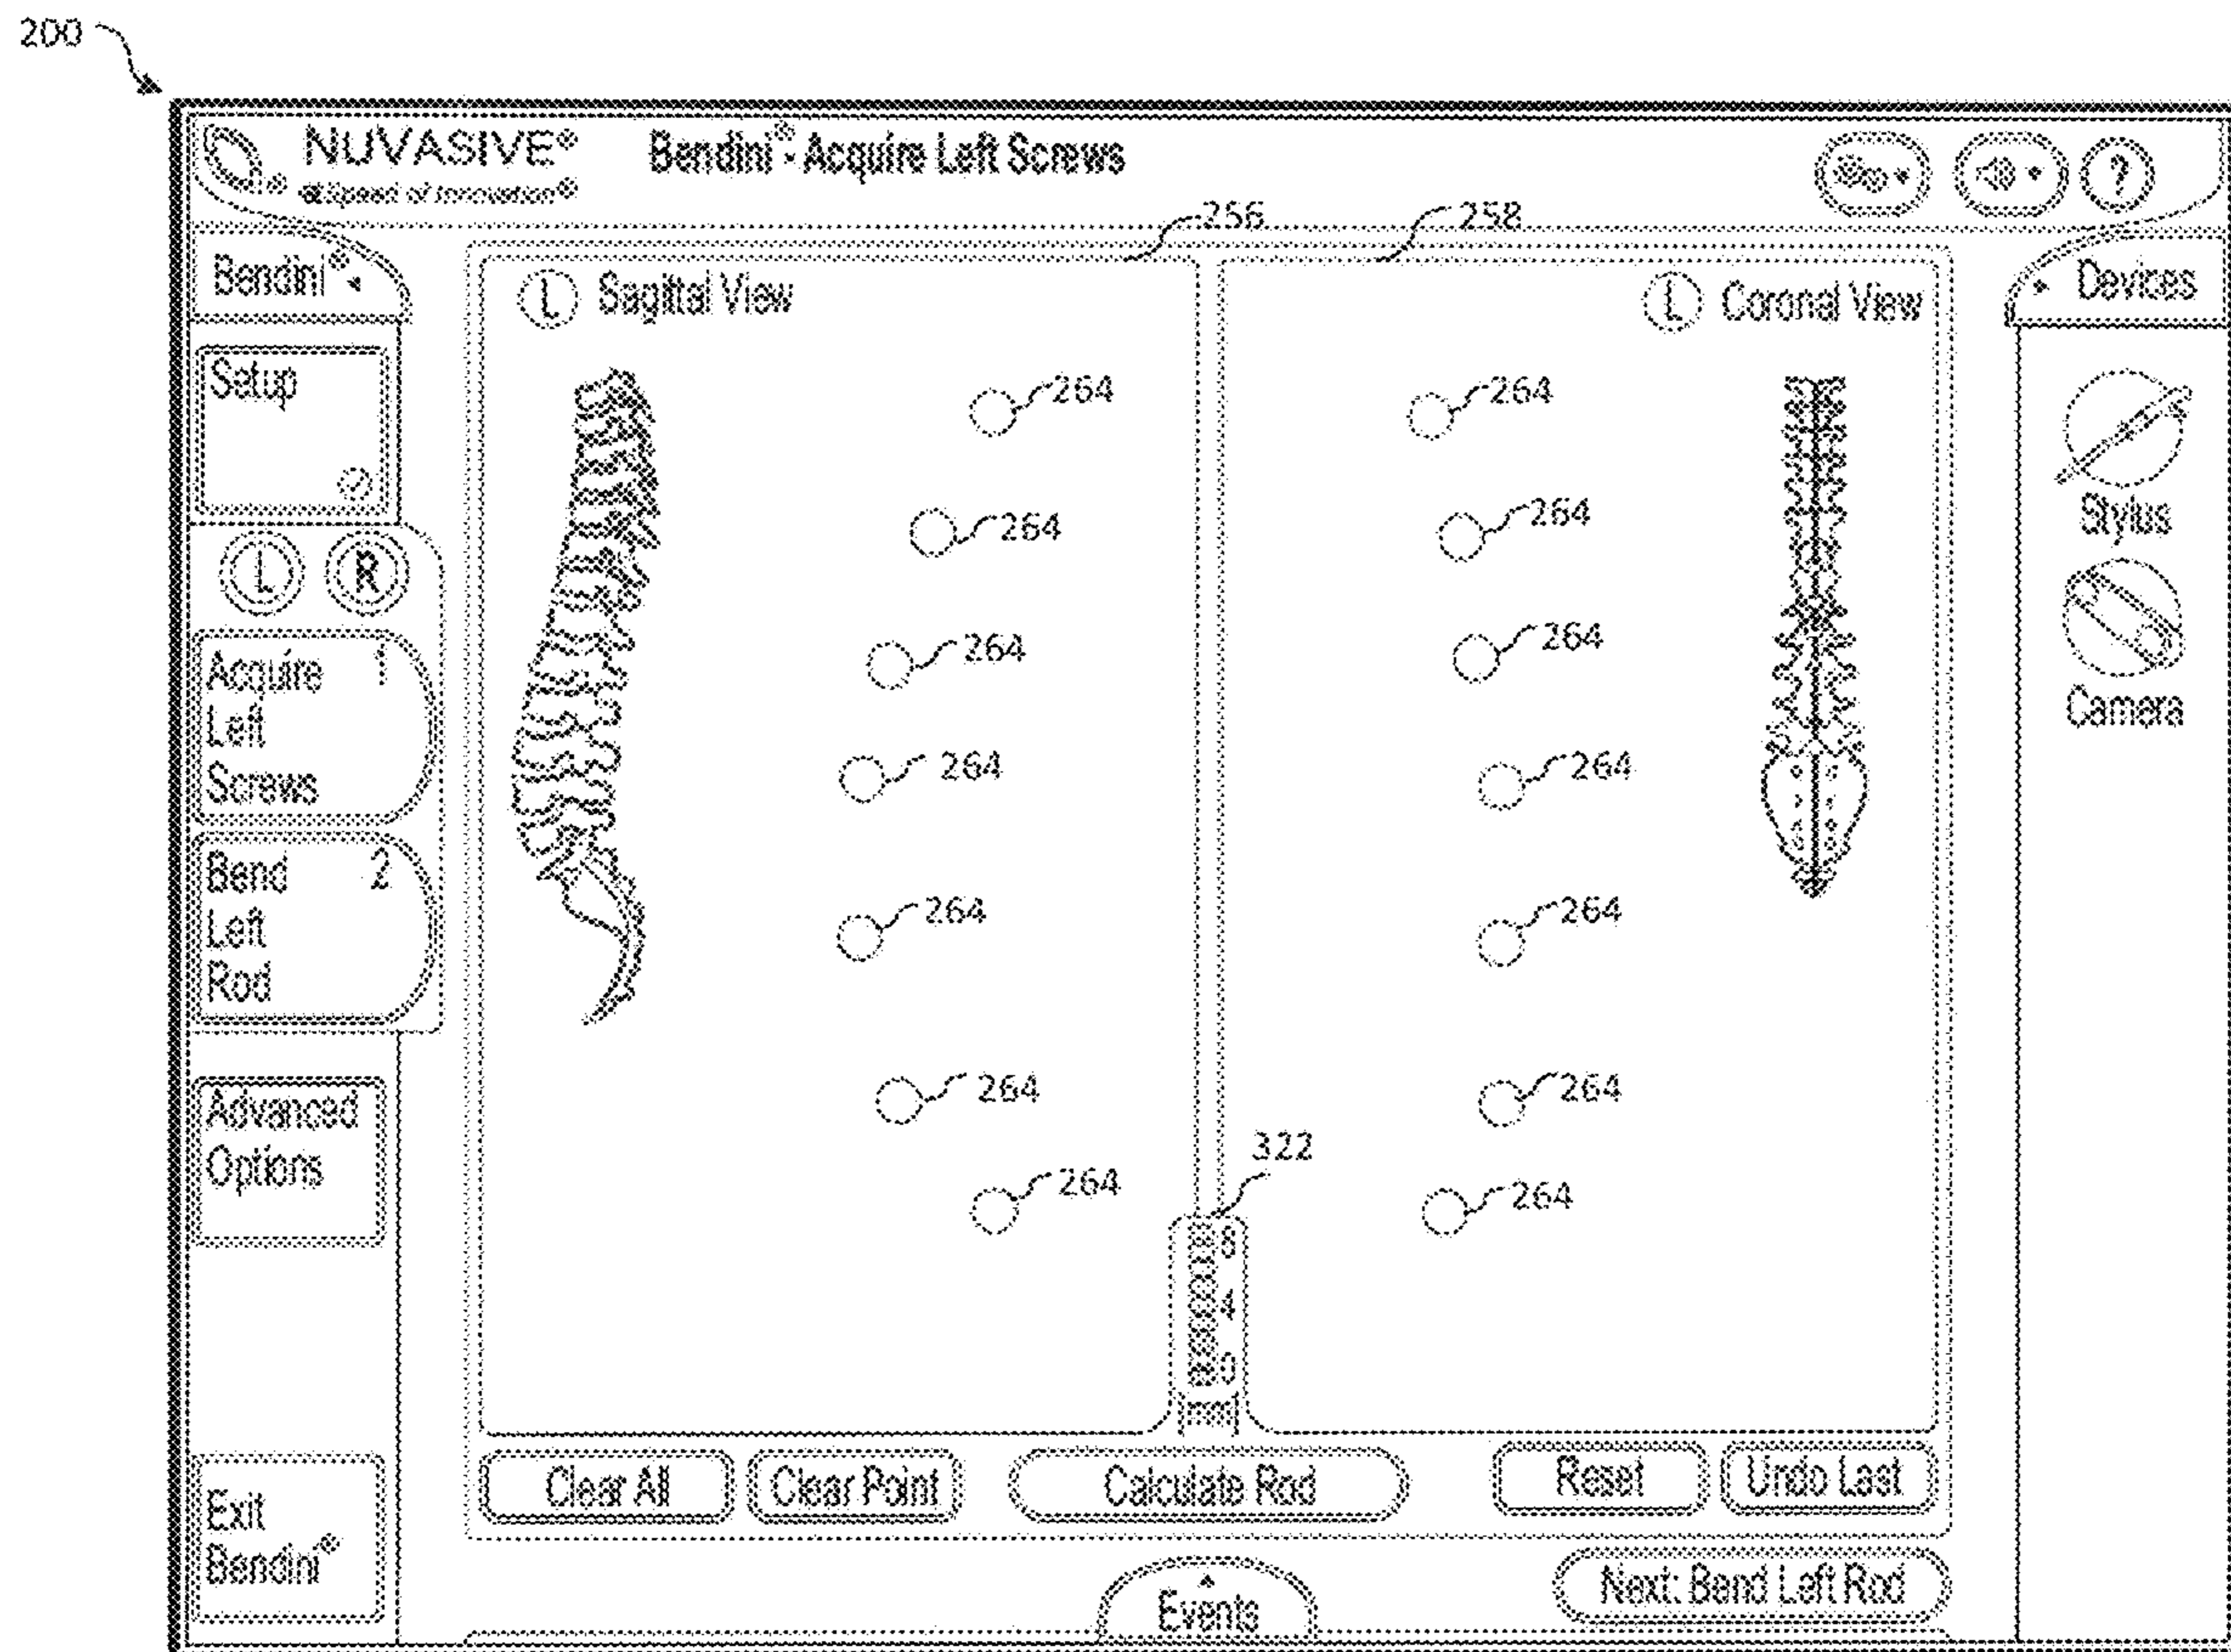 200
NUVASIVE®
Speed of Innovation®
Bendini® - Acquire Left Screws
?
256
258
Bendini®
L Sagittal View
L Coronal View
Devices
Setup
264
264
264
264
Stylus
L R
264
264
Camera
Acquire 1
Left
Screws
264
264
Bend 2
Left
Rod
264
264
Advanced
Options
264
264
322
264
264
8
4
0
mm
Clear All
Clear Point
Calculate Rod
Reset
Undo Last
Exit
Bendini®
Next: Bend Left Rod
Events